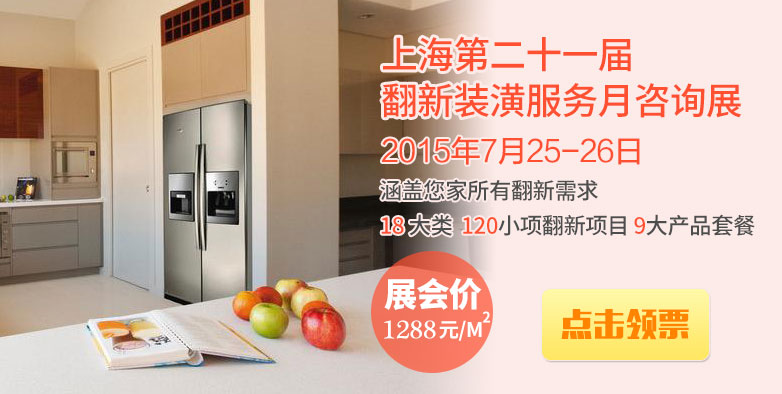 上海第二十一届
翻新装潢服务月咨询展
2015年7月25-26日
涵盖您家所有翻新需求
18大类 120小项翻新项目 9大产品套餐
展会价
1288元/M²
点击领票